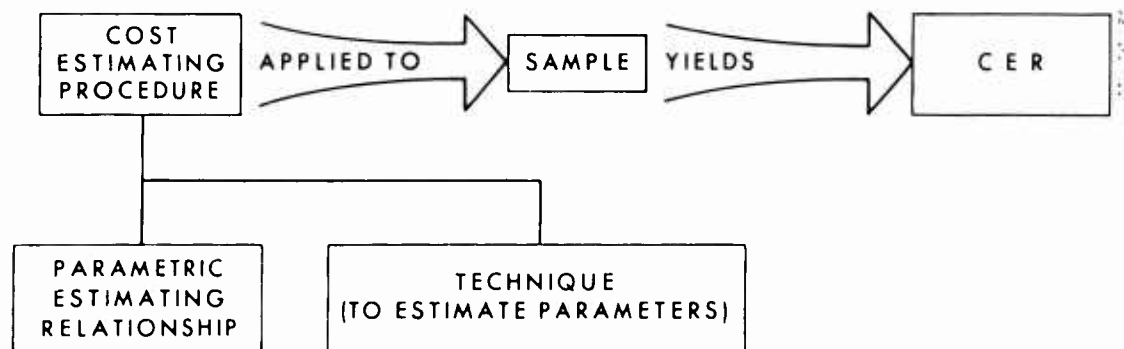 COST
ESTIMATING
PROCEDURE
APPLIED TO
SAMPLE
YIELDS
CER
PARAMETRIC
ESTIMATING
RELATIONSHIP
TECHNIQUE
(TO ESTIMATE PARAMETERS)